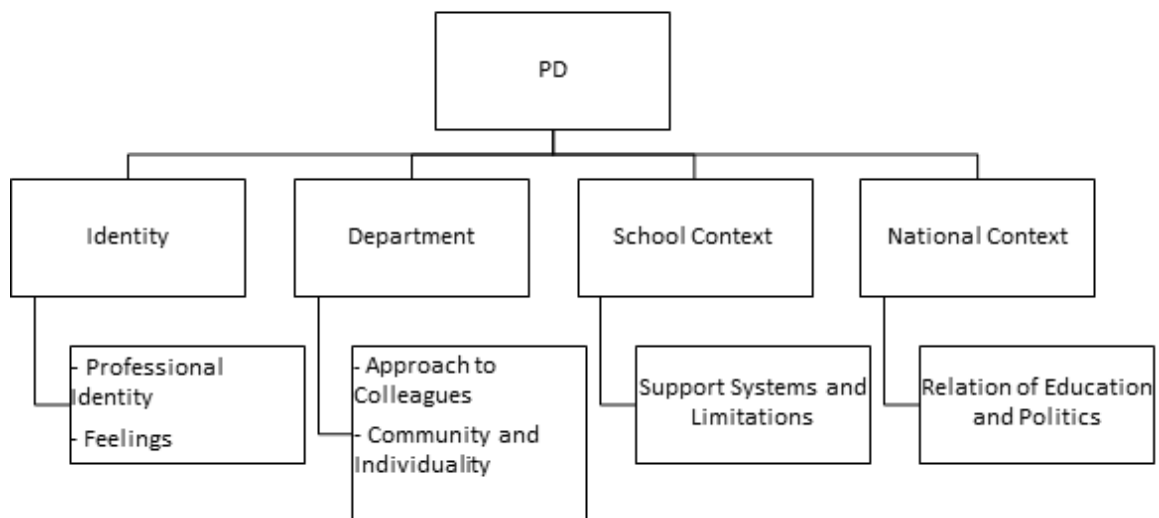 PD
Identity
Department
School Context
National Context
- Professional
Identity
- Feelings
- Approach to
Colleagues
- Community and
Individuality
Support Systems and
Limitations
Relation of Education
and Politics